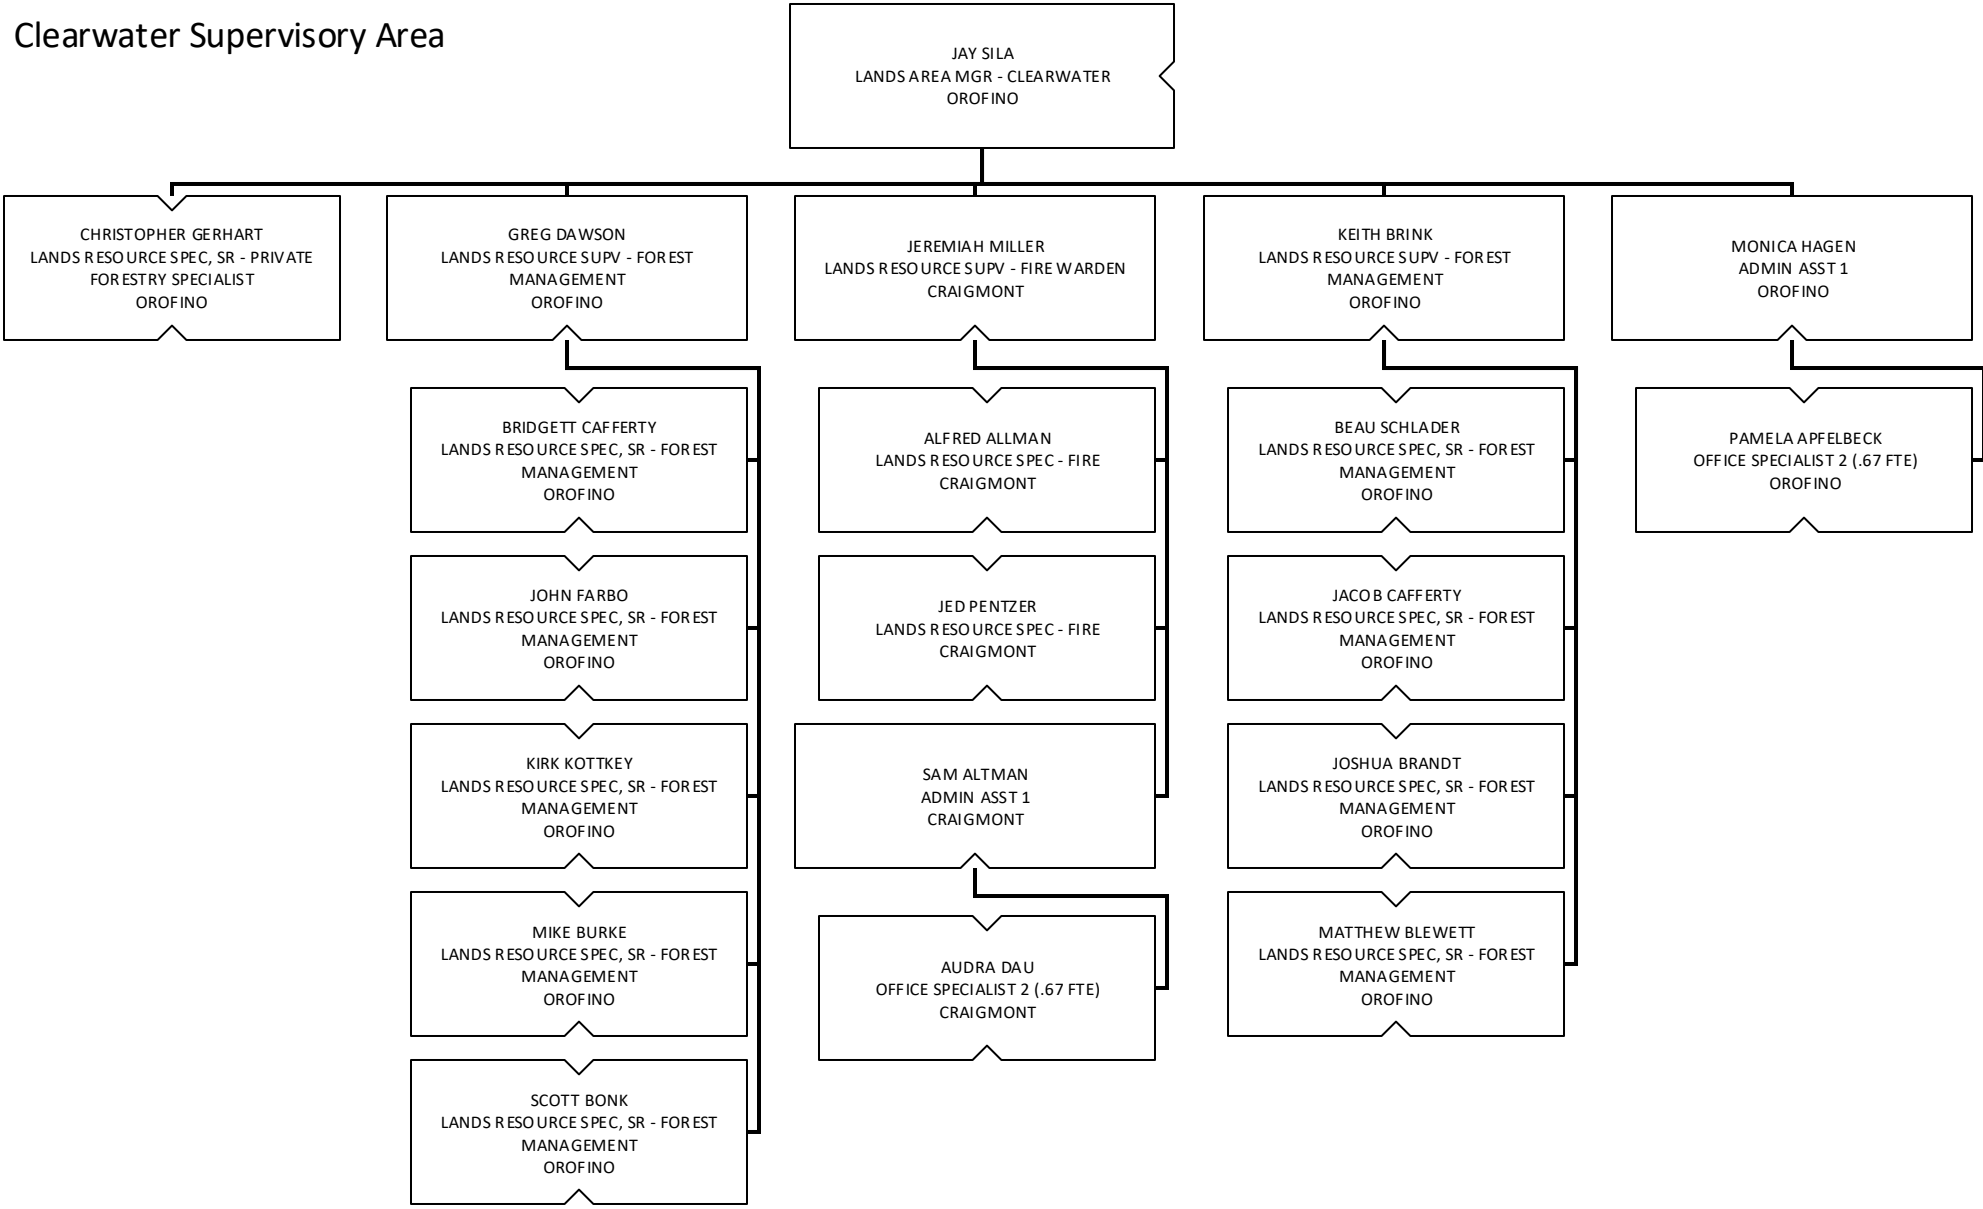 Clearwater Supervisory Area
JAY SILA
LANDS AREA MGR - CLEARWATER
OROFINO
CHRISTOPHER GERHART
LANDS RESOURCE SPEC, SR - PRIVATE
FORESTRY SPECIALIST
OROFINO
GREG DAWSON
LANDS RESOURCE SUPV - FOREST
MANAGEMENT
OROFINO
JEREMIAH MILLER
LANDS RESOURCE SUPV - FIRE WARDEN
CRAIGMONT
KEITH BRINK
LANDS RESOURCE SUPV - FOREST
MANAGEMENT
OROFINO
MONICA HAGEN
ADMIN ASST 1
OROFINO
BRIDGETT CAFFERTY
LANDS RESOURCE SPEC, SR - FOREST
MANAGEMENT
OROFINO
JOHN FARBO
LANDS RESOURCE SPEC, SR - FOREST
MANAGEMENT
OROFINO
KIRK KOTTKEY
LANDS RESOURCE SPEC, SR - FOREST
MANAGEMENT
OROFINO
MIKE BURKE
LANDS RESOURCE SPEC, SR - FOREST
MANAGEMENT
OROFINO
SCOTT BONK
LANDS RESOURCE SPEC, SR - FOREST
MANAGEMENT
OROFINO
ALFRED ALLMAN
LANDS RESOURCE SPEC - FIRE
CRAIGMONT
JED PENTZER
LANDS RESOURCE SPEC - FIRE
CRAIGMONT
SAM ALTMAN
ADMIN ASST 1
CRAIGMONT
AUDRA DAU
OFFICE SPECIALIST 2 (.67 FTE)
CRAIGMONT
BEAU SCHLADER
LANDS RESOURCE SPEC, SR - FOREST
MANAGEMENT
OROFINO
JACOB CAFFERTY
LANDS RESOURCE SPEC, SR - FOREST
MANAGEMENT
OROFINO
JOSHUA BRANDT
LANDS RESOURCE SPEC, SR - FOREST
MANAGEMENT
OROFINO
MATTHEW BLEWETT
LANDS RESOURCE SPEC, SR - FOREST
MANAGEMENT
OROFINO
PAMELA APFELBECK
OFFICE SPECIALIST 2 (.67 FTE)
OROFINO